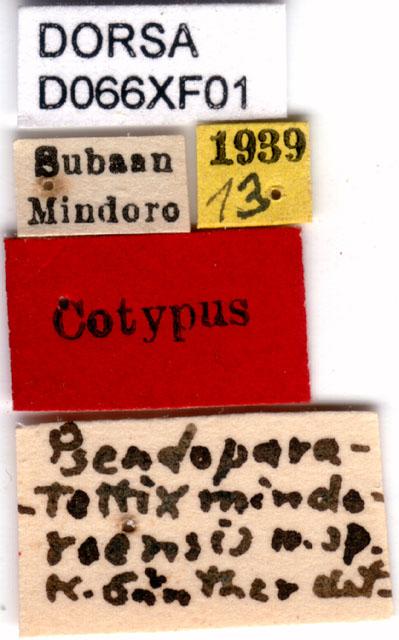 DORSA
D066XF01
Subaan
Mindoro
1939
13
Cotypus
Pseudopara-
-tettix mindo-
roensis n.sp.
K. Günther det.